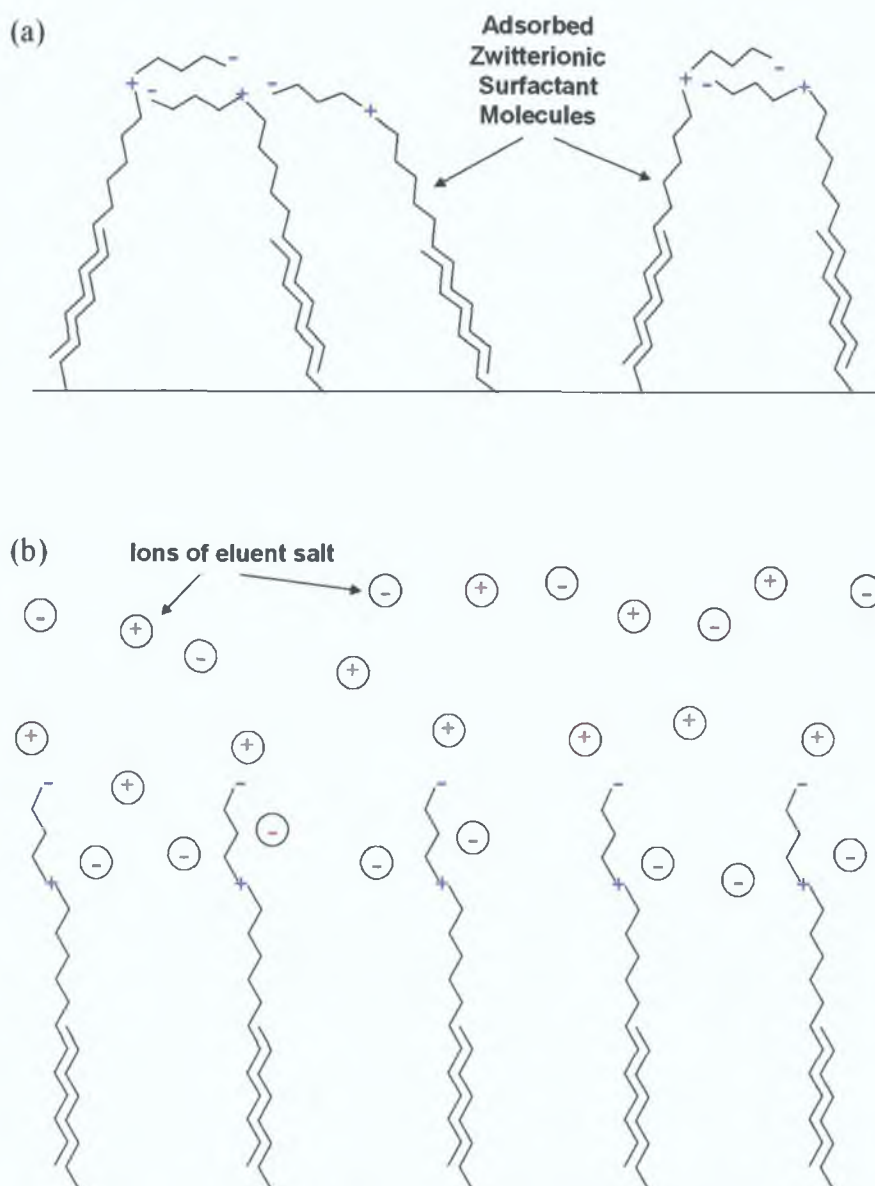 (a)
Adsorbed
Zwitterionic
Surfactant
Molecules
(b)
Ions of eluent salt